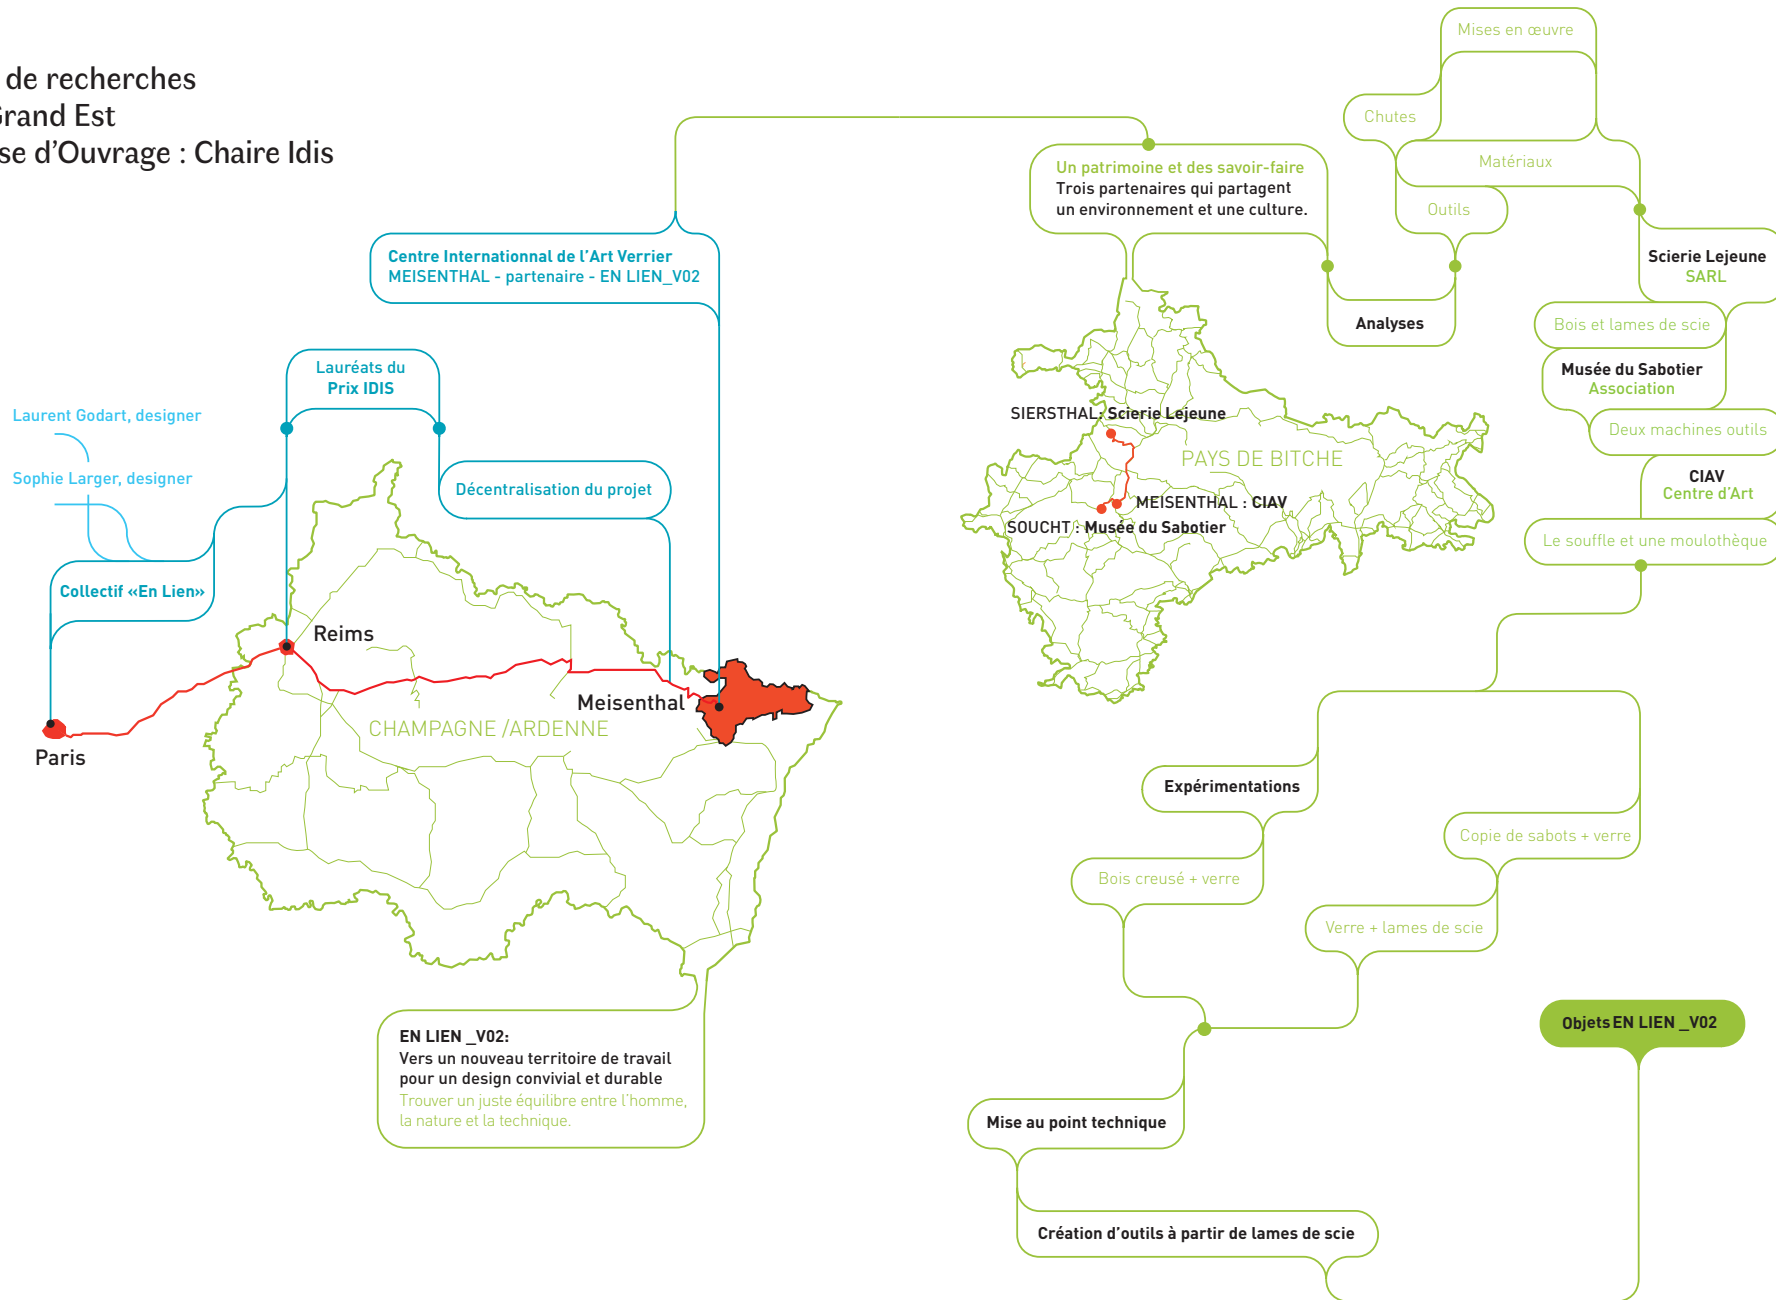 de recherches
Grand Est
se d'Ouvrage : Chaire Idis
Laurent Godart, designer
Sophie Larger, designer
Collectif «En Lien»
Lauréats du
Prix IDIS
Décentralisation du projet
Centre Internationnal de l'Art Verrier
MEISENTHAL - partenaire - EN LIEN_V02
Paris
Reims
Meisenthal
CHAMPAGNE /ARDENNE
EN LIEN _V02:
Vers un nouveau territoire de travail
pour un design convivial et durable
Trouver un juste équilibre entre l'homme,
la nature et la technique.
Un patrimoine et des savoir-faire
Trois partenaires qui partagent
un environnement et une culture.
SIERSTHAL: Scierie Lejeune
PAYS DE BITCHE
MEISENTHAL : CIAV
SOUCHT : Musée du Sabotier
Analyses
Mises en œuvre
Chutes
Matériaux
Outils
Scierie Lejeune
SARL
Bois et lames de scie
Musée du Sabotier
Association
Deux machines outils
CIAV
Centre d'Art
Le souffle et une moulothèque
Expérimentations
Copie de sabots + verre
Bois creusé + verre
Verre + lames de scie
Mise au point technique
Création d'outils à partir de lames de scie
Objets EN LIEN _V02